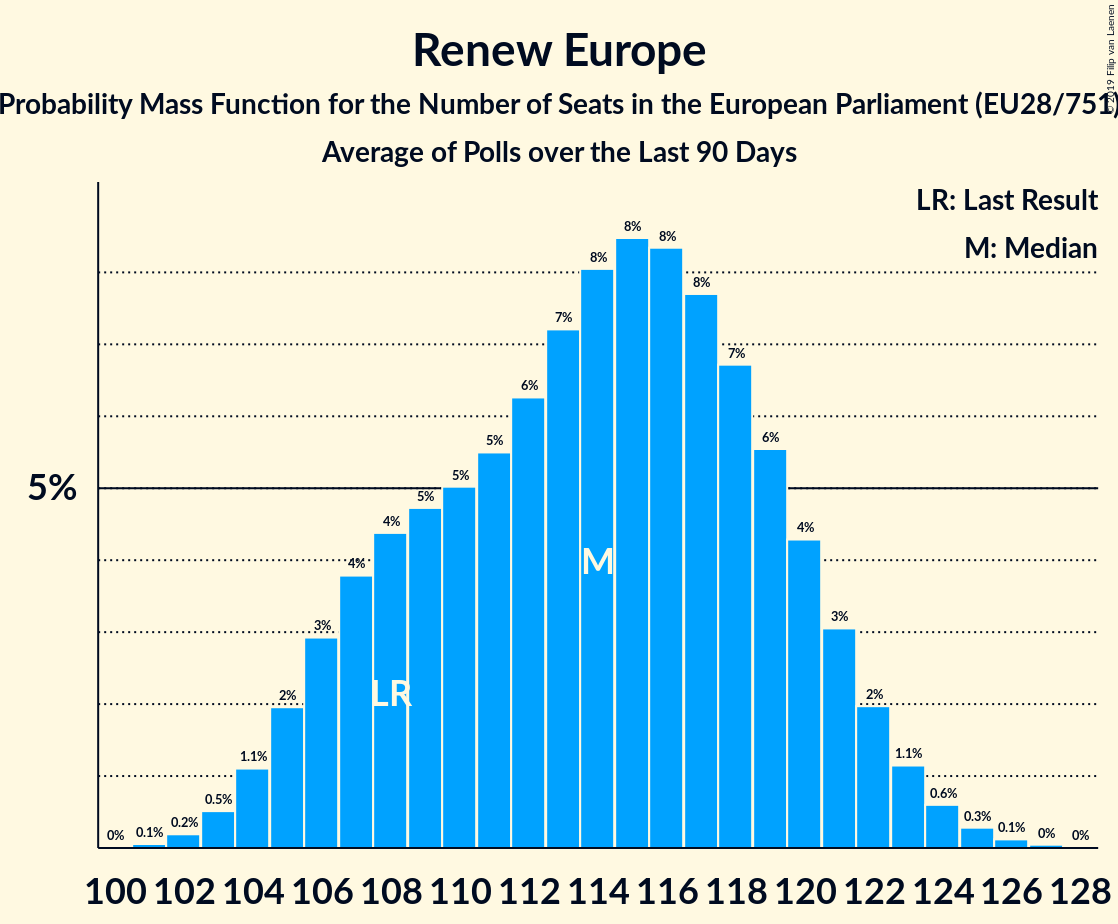 © 2019 Filip van Laenen
Renew Europe
Probability Mass Function for the Number of Seats in the European Parliament (EU28/751)
Average of Polls over the Last 90 Days
LR: Last Result
M: Median
5%
0% 0.1% 0.2% 0.5% 1.1% 2% 3% 4% 4% 5% 5% 5% 6% 7% 8% 8% 8% 8% 7% 6% 4% 3% 2% 1.1% 0.6% 0.3% 0.1% 0% 0%
M
LR
100 102 104 106 108 110 112 114 116 118 120 122 124 126 128